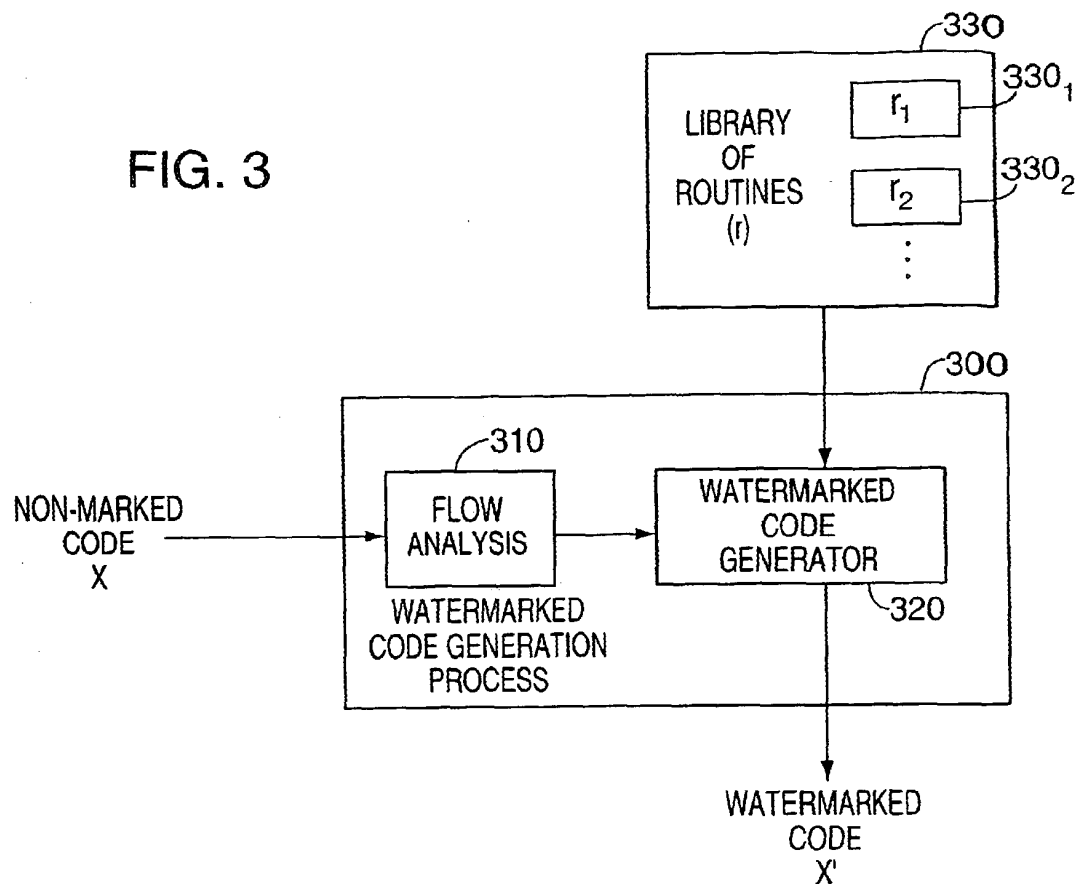 FIG. 3
330
LIBRARY
OF
ROUTINES
(r)
r₁
330₁
r₂
330₂
300
310
NON-MARKED
CODE
X
FLOW
ANALYSIS
WATERMARKED
CODE
GENERATOR
320
WATERMARKED
CODE GENERATION
PROCESS
WATERMARKED
CODE
X'